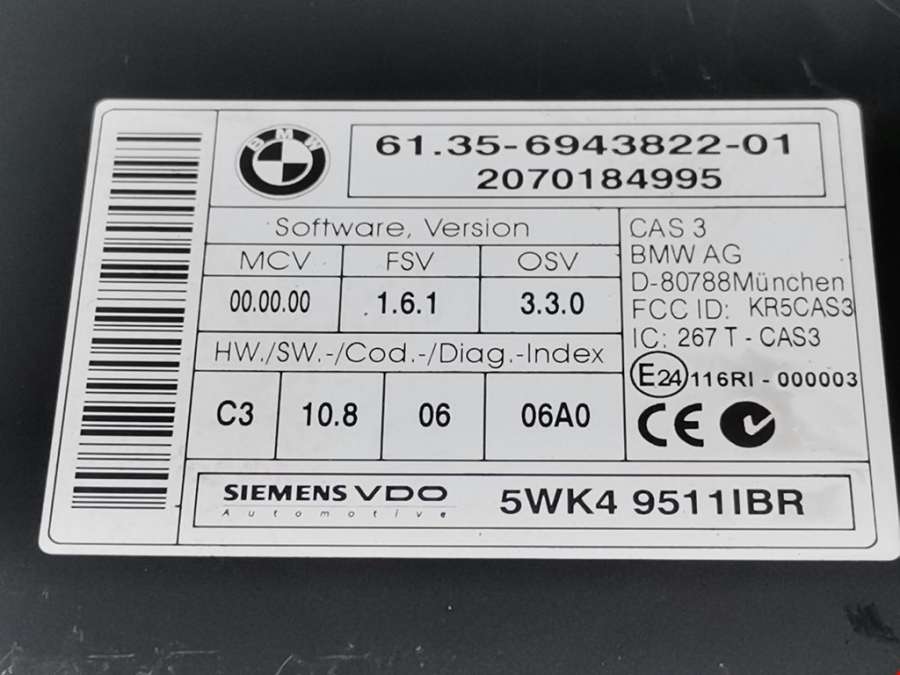 BMW
61.35-6943822-01
2070184995
Software, Version
MCV FSV OSV
00.00.00 1.6.1 3.3.0
HW./SW.-/Cod.-/Diag.-Index
C3 10.8 06 06A0
CAS 3
BMW AG
D-80788München
FCC ID: KR5CAS3
IC: 267 T - CAS3
E24 116RI - 000003
CE
SIEMENS VDO
Automotive
5WK4 9511IBR